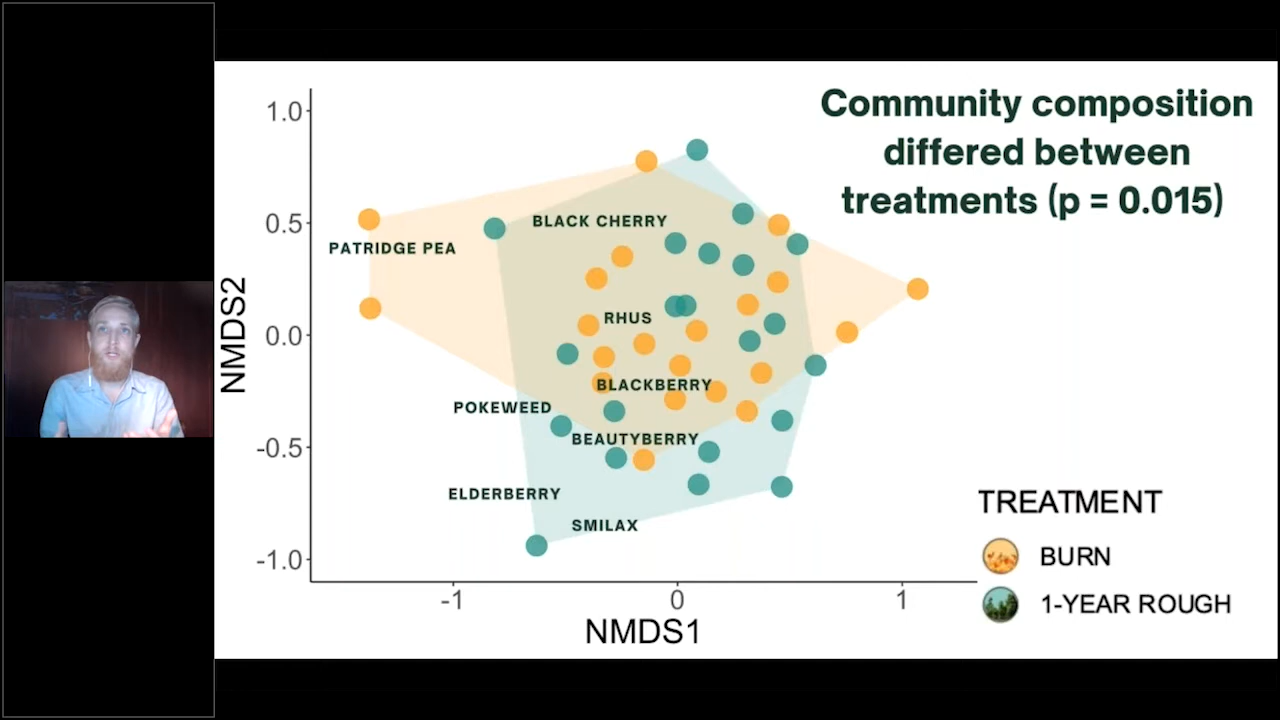 Community composition
differed between
treatments (p = 0.015)
1.0
0.5
0.0
-0.5
-1.0
NMDS2
BLACK CHERRY
PATRIDGE PEA
RHUS
BLACKBERRY
POKEWEED
BEAUTYBERRY
ELDERBERRY
SMILAX
-1
0
1
NMDS1
TREATMENT
BURN
1-YEAR ROUGH